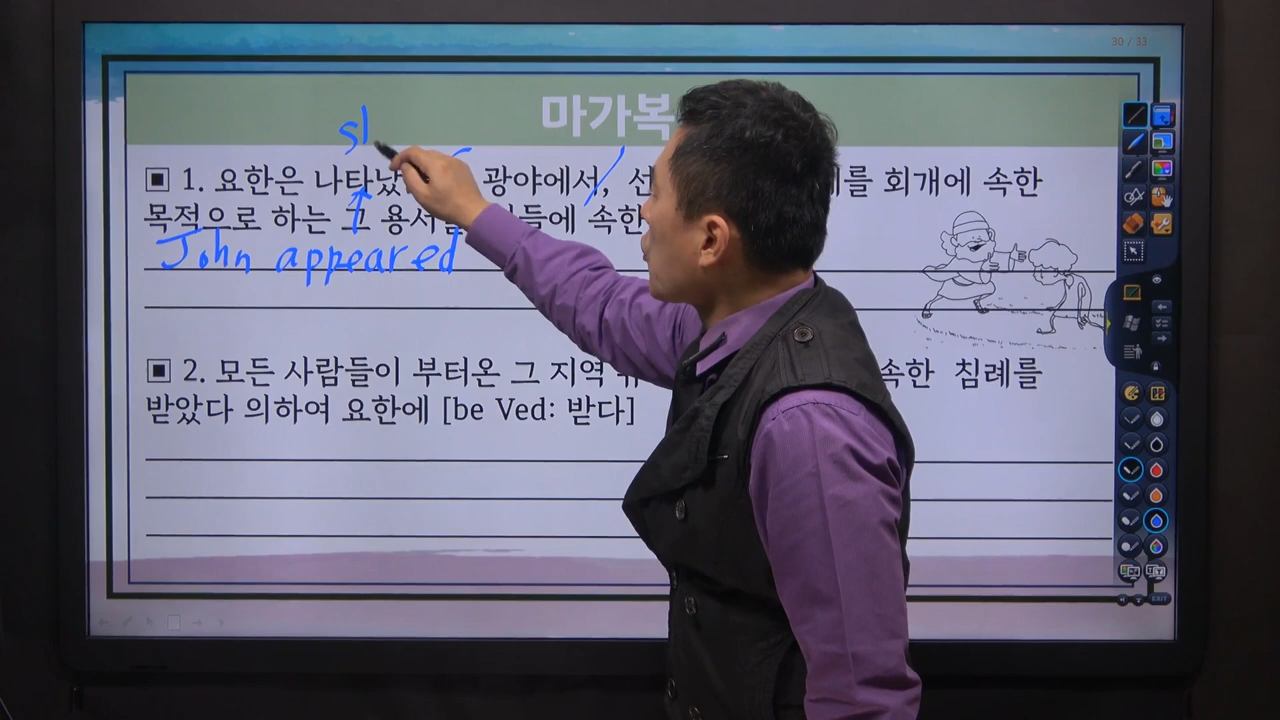 30 / 33
마가복
sl
▣ 1. 요한은 나타났 광야에서, 를 회개에 속한
목적으로 하는 그 용서 들에 속한
John appeared
▣ 2. 모든 사람들이 부터온 그 지역 속한 침례를
받았다 의하여 요한에 [be Ved: 받다]
EXIT